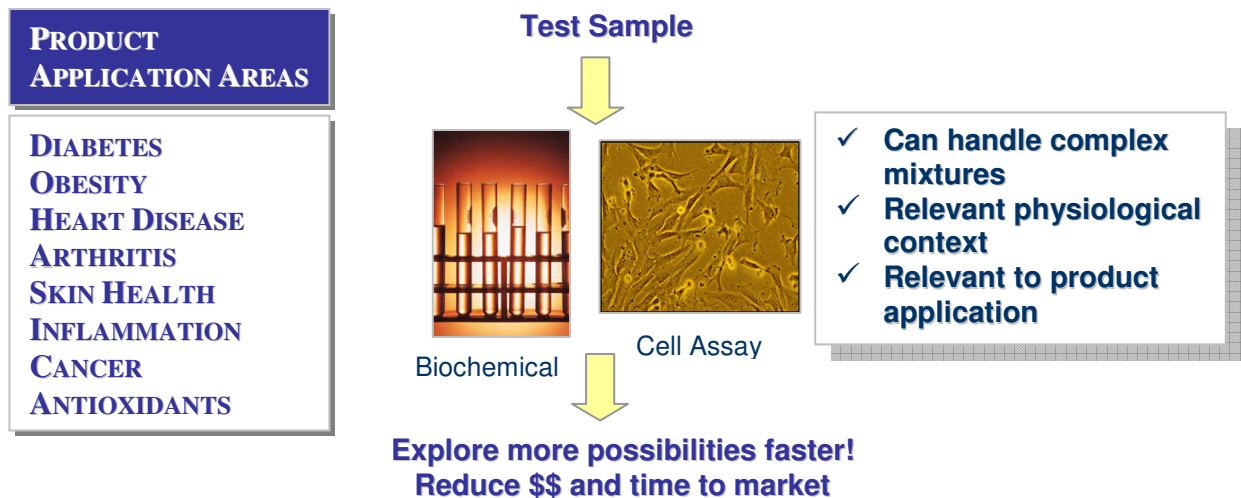 PRODUCT
APPLICATION AREAS
DIABETES
OBESITY
HEART DISEASE
ARTHRITIS
SKIN HEALTH
INFLAMMATION
CANCER
ANTIOXIDANTS
Test Sample
Biochemical
Cell Assay
✓ Can handle complex
mixtures
✓ Relevant physiological
context
✓ Relevant to product
application
Explore more possibilities faster!
Reduce $$ and time to market